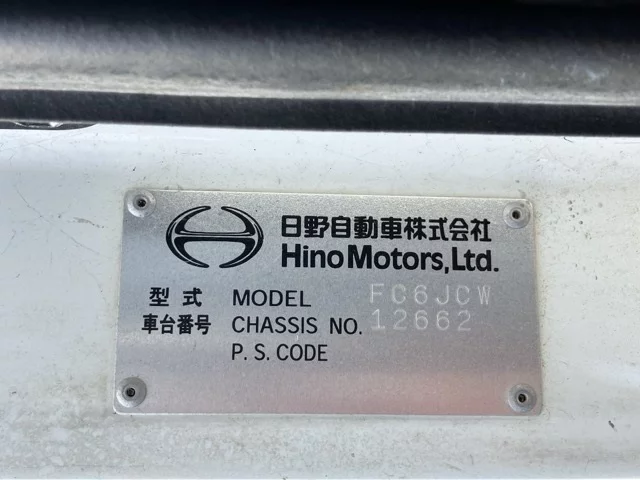 日野自動車株式会社
Hino Motors, Ltd.
型式 MODEL FC6JCW
車台番号 CHASSIS NO. 12662
P.S.CODE